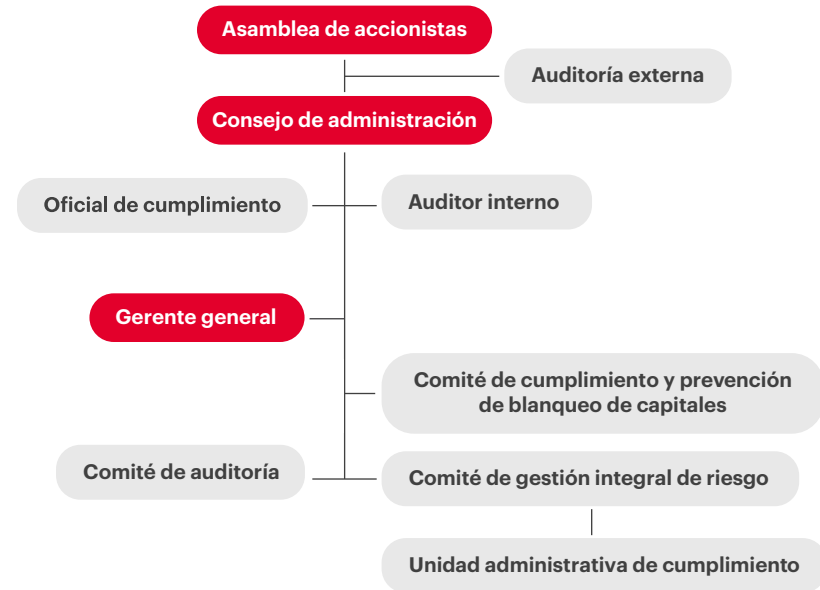 Asamblea de accionistas
Auditoría externa
Consejo de administración
Oficial de cumplimiento
Auditor interno
Gerente general
Comité de cumplimiento y prevención
de blanqueo de capitales
Comité de auditoría
Comité de gestión integral de riesgo
Unidad administrativa de cumplimiento